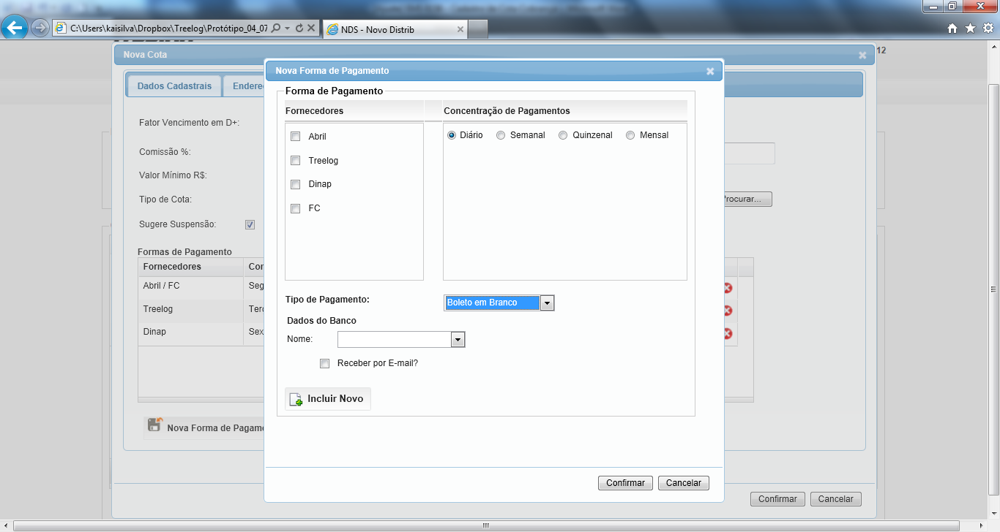 C:\Users\kaisilva\Dropbox\Treelog\Protótipo_04_07
NDS - Novo Distrib
12
Nova Cota
Dados Cadastrais
Endere
Fator Vencimento em D+:
Comissão %:
Valor Mínimo R$:
Tipo de Cota:
Procurar...
Sugere Suspensão:
Formas de Pagamento
Fornecedores
Con
Abril / FC
Seg
Treelog
Terç
Dinap
Sex
Nova Forma de Pagame
Confirmar
Cancelar
Nova Forma de Pagamento
Forma de Pagamento
Fornecedores
Concentração de Pagamentos
Abril
Treelog
Dinap
FC
Diário
Semanal
Quinzenal
Mensal
Tipo de Pagamento:
Boleto em Branco
Dados do Banco
Nome:
Receber por E-mail?
Incluir Novo
Confirmar
Cancelar